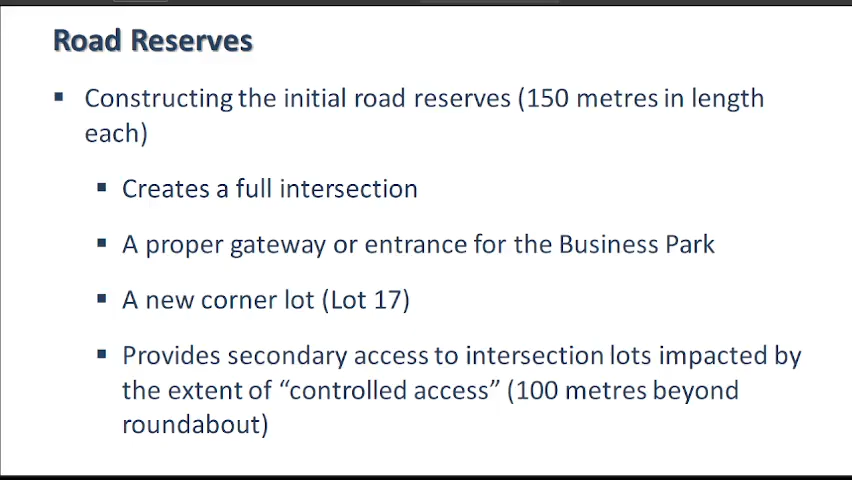 Road Reserves
▪ Constructing the initial road reserves (150 metres in length
each)
▪ Creates a full intersection
▪ A proper gateway or entrance for the Business Park
▪ A new corner lot (Lot 17)
▪ Provides secondary access to intersection lots impacted by
the extent of “controlled access” (100 metres beyond
roundabout)